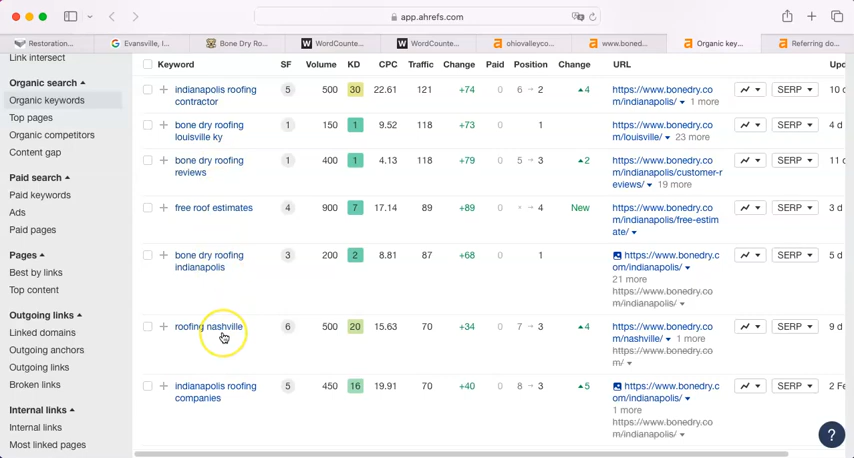 app.ahrefs.com
Restoration...
Evansville, I...
Bone Dry Ro...
WordCounte...
WordCounte...
ohiovalleyco...
www.boned...
Organic key...
Referring do...
Link intersect
Organic search
Organic keywords
Top pages
Organic competitors
Content gap
Paid search
Paid keywords
Ads
Paid pages
Pages
Best by links
Top content
Outgoing links
Linked domains
Outgoing anchors
Outgoing links
Broken links
Internal links
Internal links
Most linked pages
Keyword SF Volume KD CPC Traffic Change Paid Position Change URL
indianapolis roofing contractor 5 500 30 22.61 121 +74 0 6 → 2 4 https://www.bonedry.co SERP 10
m/indianapolis/ 1 more
bone dry roofing louisville ky 1 150 1 9.52 118 +73 0 1 https://www.bonedry.co SERP 4 d
m/louisville/ 23 more
bone dry roofing reviews 1 400 1 4.13 118 +79 0 5 → 3 2 https://www.bonedry.co SERP 11
m/indianapolis/customer-r
eviews/ 19 more
free roof estimates 4 900 7 17.14 89 +89 0 × → 4 New https://www.bonedry.co SERP 3 d
m/indianapolis/free-estim
ate/
bone dry roofing indianapolis 3 200 2 8.81 87 +68 0 1 https://www.bonedry.c SERP 5 d
om/indianapolis/
21 more
https://www.bonedry.co
m/indianapolis/
roofing nashville 6 500 20 15.63 70 +34 0 7 → 3 4 https://www.bonedry.co SERP 9 d
m/nashville/ 1 more
https://www.bonedry.co
m/
indianapolis roofing companies 5 450 16 19.91 70 +40 0 8 → 3 5 https://www.bonedry.c SERP 2 Fe
om/indianapolis/
1 more
https://www.bonedry.co
m/indianapolis/
?